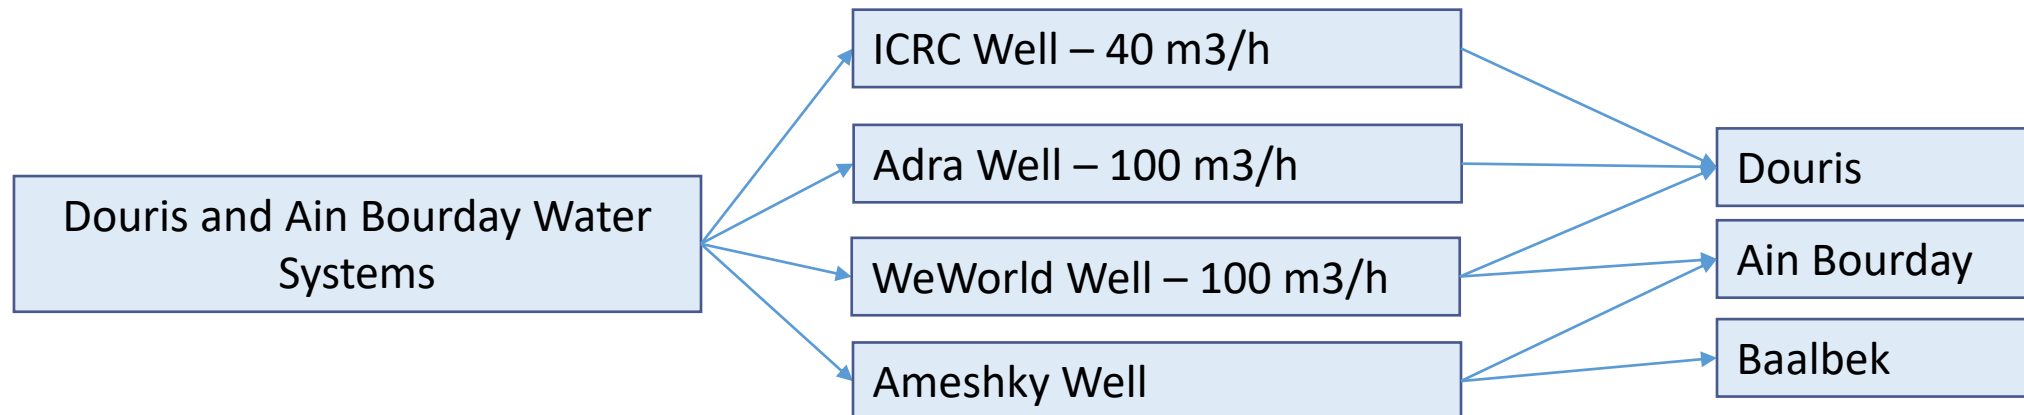 Douris and Ain Bourday Water
Systems
ICRC Well – 40 m3/h
Adra Well – 100 m3/h
WeWorld Well – 100 m3/h
Ameshky Well
Douris
Ain Bourday
Baalbek